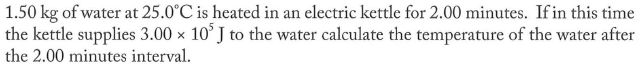 1.50 kg of water at 25.0°C is heated in an electric kettle for 2.00 minutes. If in this time
the kettle supplies 3.00 × 10⁵ J to the water calculate the temperature of the water after
the 2.00 minutes interval.